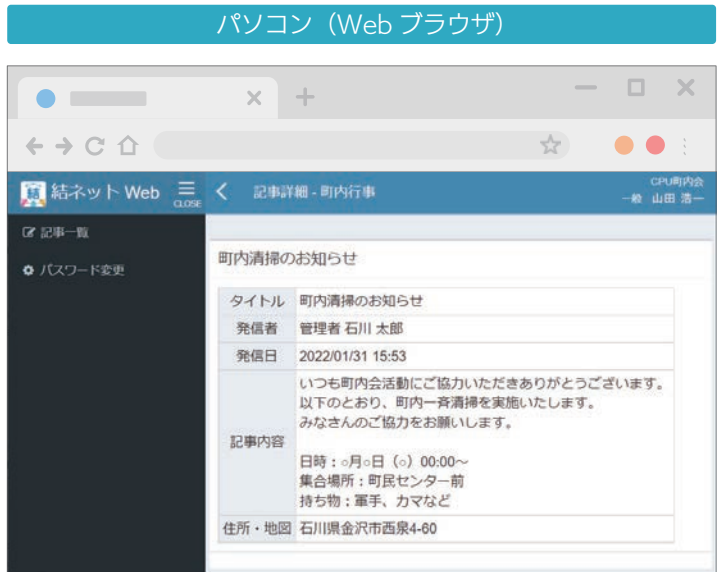 パソコン（Web ブラウザ）
結ネット Web
CLOSE
記事詳細 - 町内行事
CPU町内会
一般 山田 浩一
記事一覧
パスワード変更
町内清掃のお知らせ
タイトル 町内清掃のお知らせ
発信者 管理者 石川 太郎
発信日 2022/01/31 15:53
記事内容
いつも町内会活動にご協力いただきありがとうございます。
以下のとおり、町内一斉清掃を実施いたします。
みなさんのご協力をお願いします。
日時：○月○日（○）00:00～
集合場所：町民センター前
持ち物：軍手、カマなど
住所・地図 石川県金沢市西泉4-60